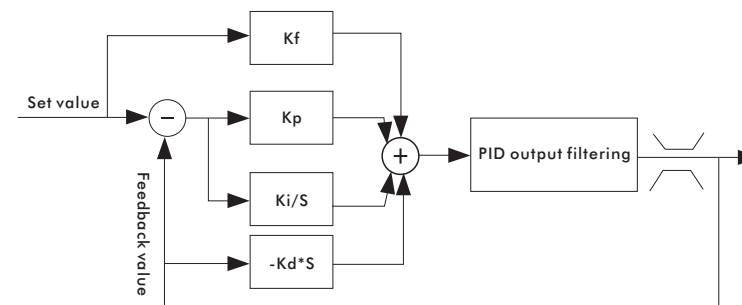 Kf
Set value
−
Kp
+
PID output filtering
Feedback value
Ki/S
-Kd*S